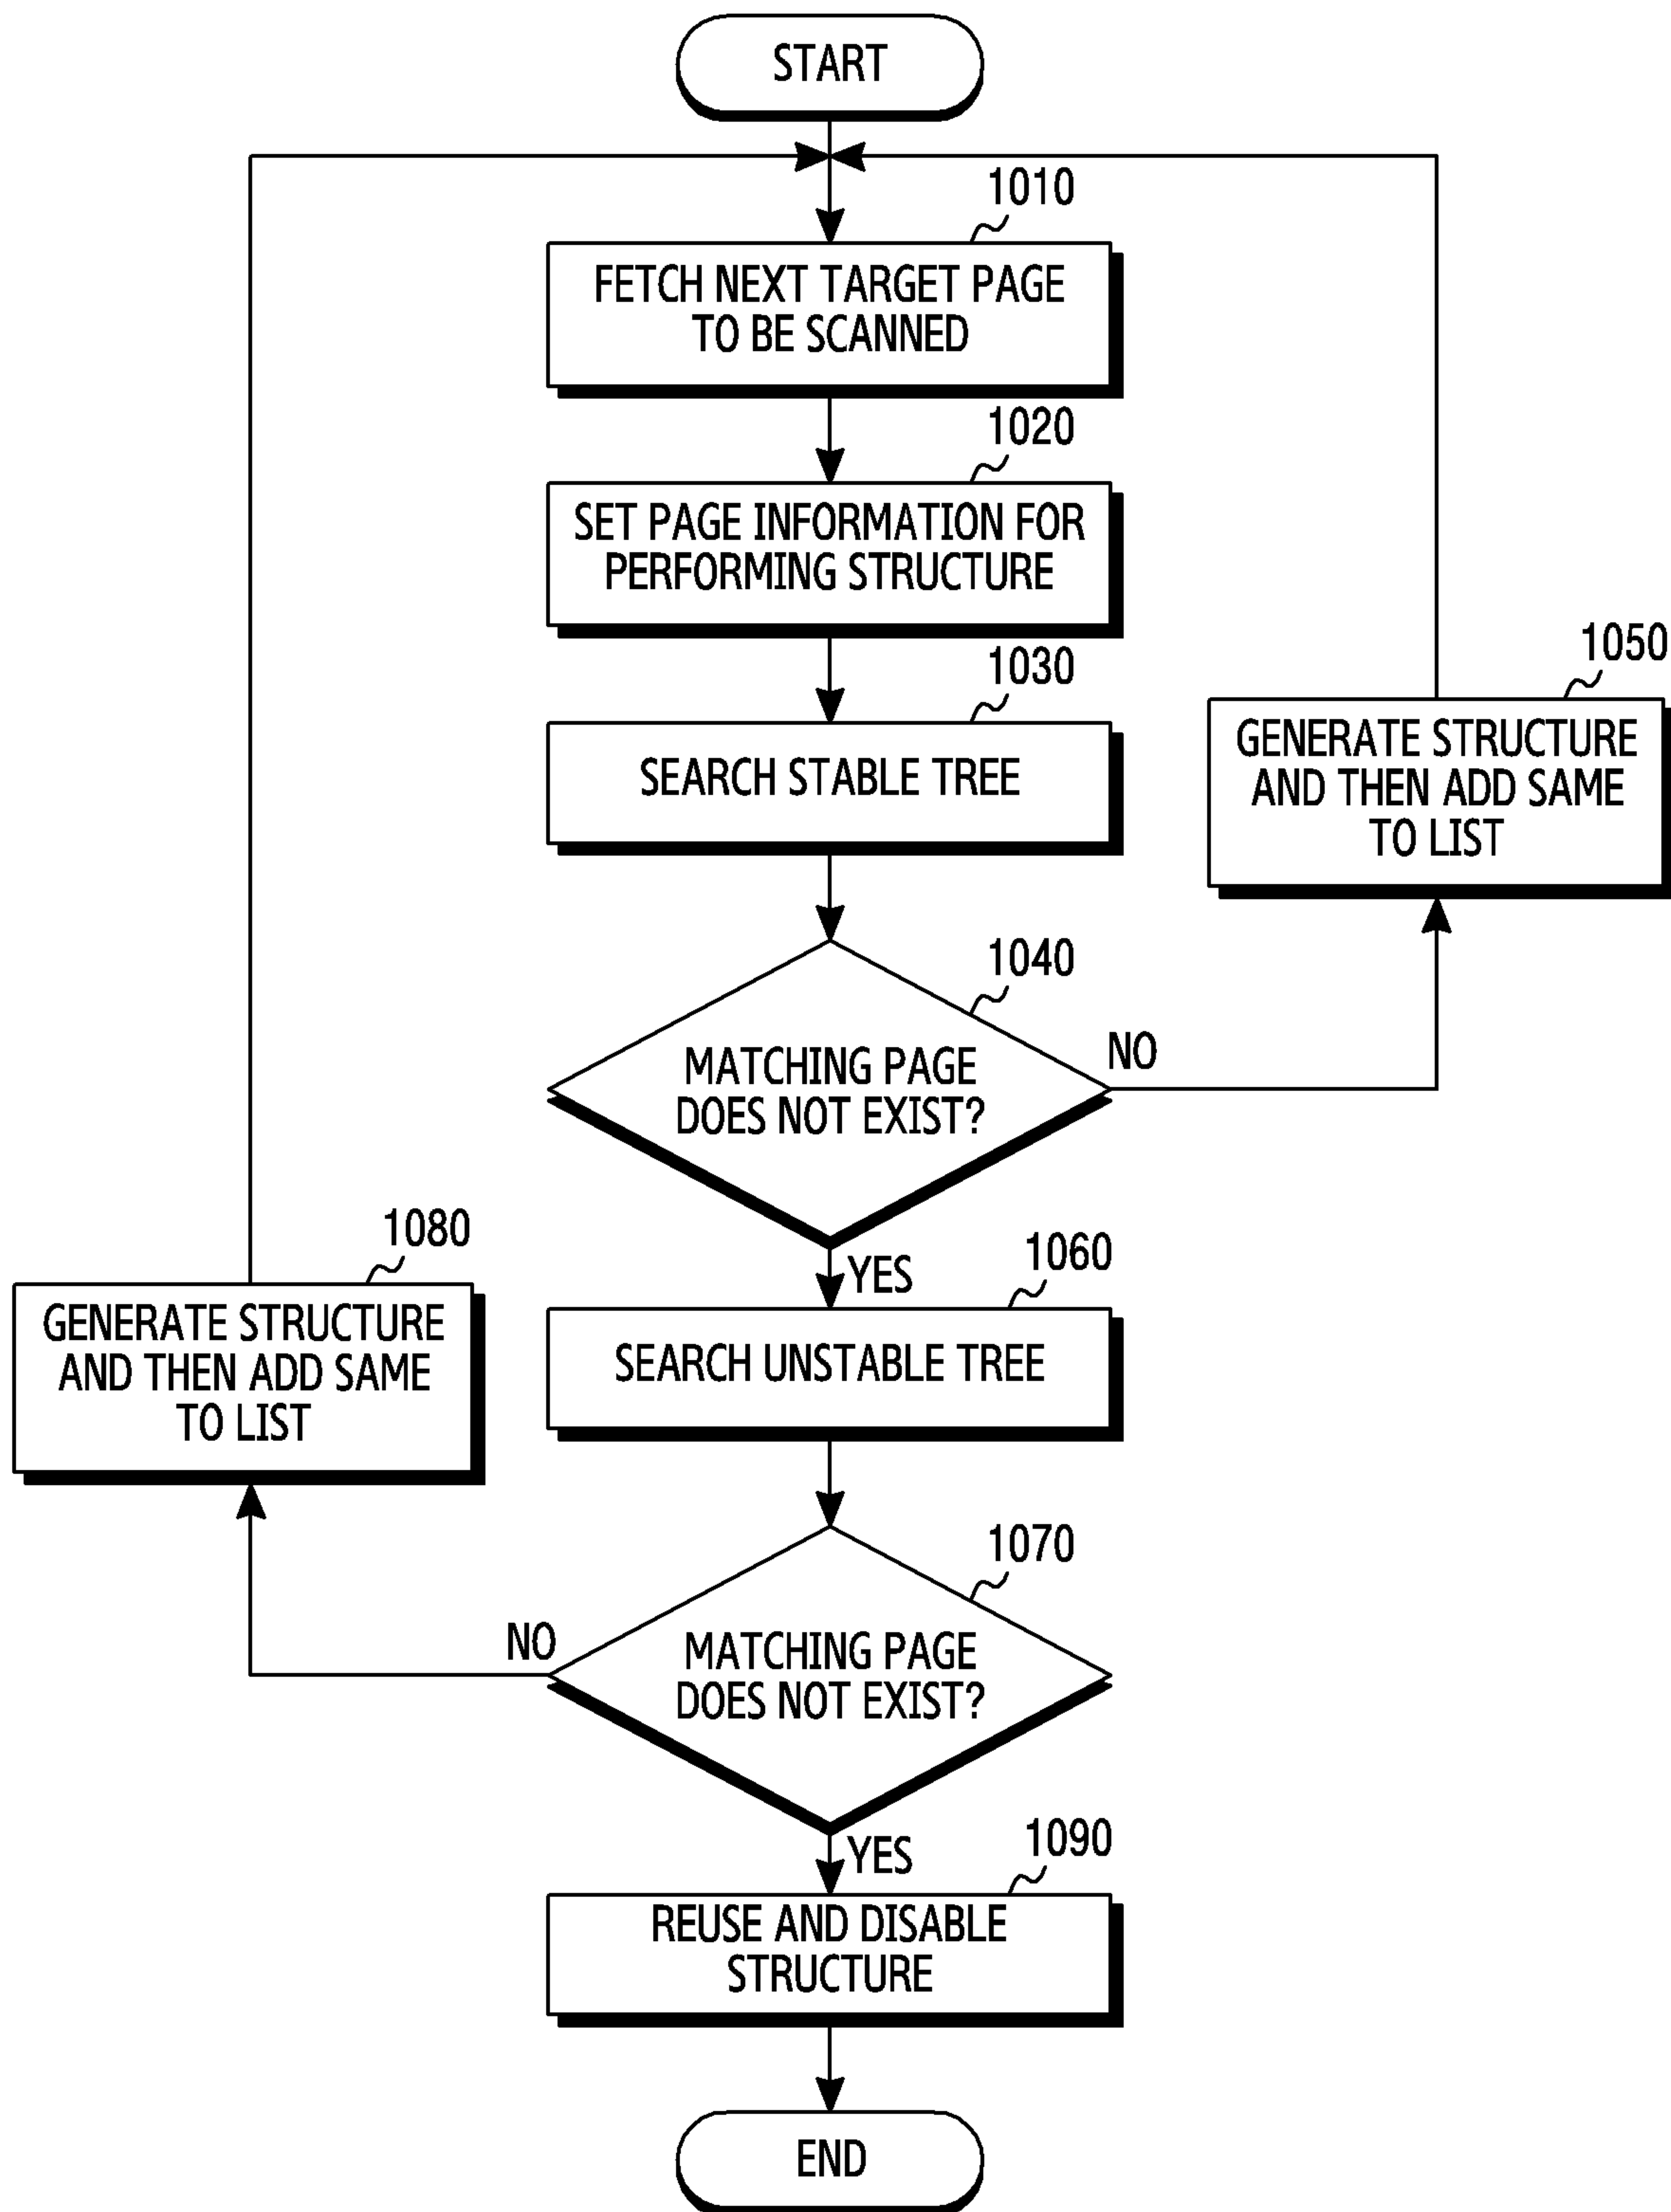 START
1010
FETCH NEXT TARGET PAGE
TO BE SCANNED
1020
SET PAGE INFORMATION FOR
PERFORMING STRUCTURE
1030
SEARCH STABLE TREE
1050
GENERATE STRUCTURE
AND THEN ADD SAME
TO LIST
1040
MATCHING PAGE
DOES NOT EXIST?
NO
YES
1060
SEARCH UNSTABLE TREE
1080
GENERATE STRUCTURE
AND THEN ADD SAME
TO LIST
1070
MATCHING PAGE
DOES NOT EXIST?
NO
YES
1090
REUSE AND DISABLE
STRUCTURE
END